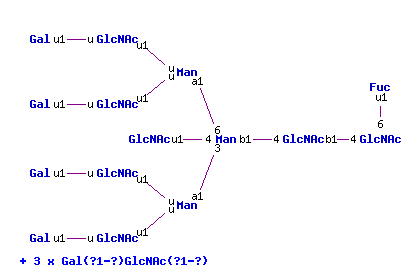 Gal u1 u GlcNAc u1
u Man a1
Gal u1 u GlcNAc u1 u
Fuc u1
GlcNAc u1 4 6 Man 3 b1 4 GlcNAc b1 4 6 GlcNAc
Gal u1 u GlcNAc u1
u Man a1
Gal u1 u GlcNAc u1 u
+ 3 x Gal(?1-?)GlcNAc(?1-?)